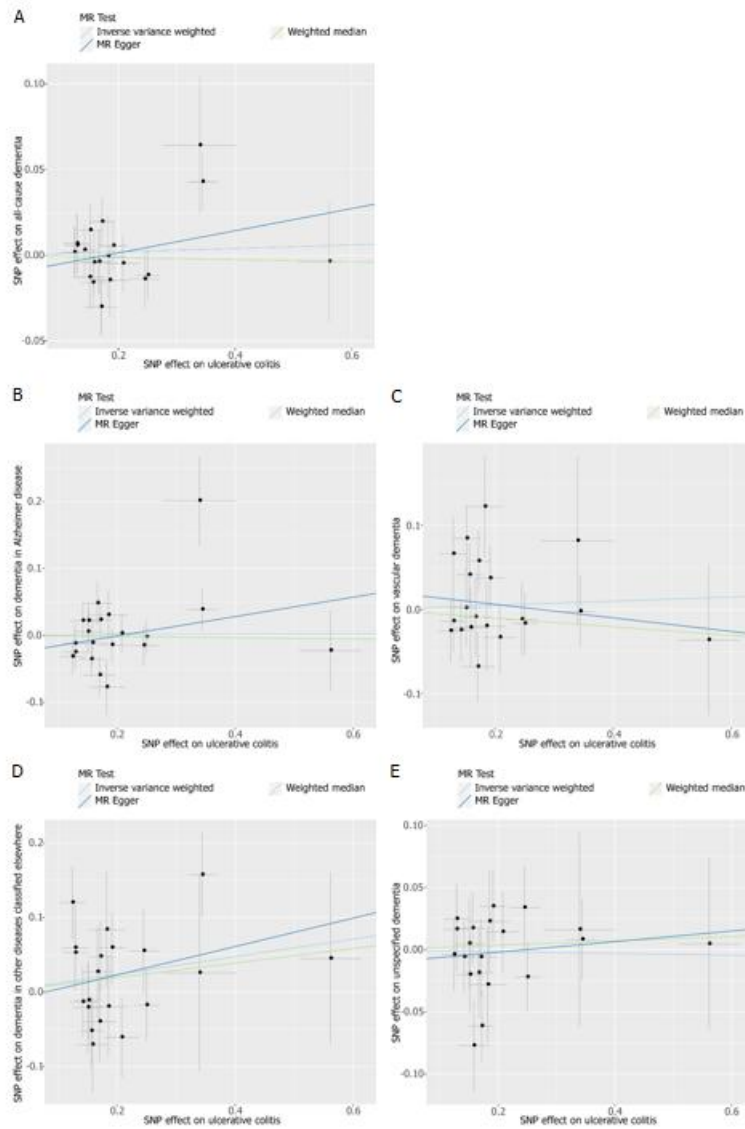 A
MR Test
Inverse variance weighted Weighted median
MR Egger
0.10
0.05
0.00
-0.05
SNP effect on all-cause dementia
0.2 0.4 0.6
SNP effect on ulcerative colitis
B
MR Test
Inverse variance weighted Weighted median
MR Egger
0.2
0.1
0.0
-0.1
SNP effect on dementia in Alzheimer disease
0.2 0.4 0.6
SNP effect on ulcerative colitis
C
MR Test
Inverse variance weighted Weighted median
MR Egger
0.1
0.0
-0.1
SNP effect on vascular dementia
0.2 0.4 0.6
SNP effect on ulcerative colitis
D
MR Test
Inverse variance weighted Weighted median
MR Egger
0.2
0.1
0.0
-0.1
SNP effect on dementia in other diseases classified elsewhere
0.2 0.4 0.6
SNP effect on ulcerative colitis
E
MR Test
Inverse variance weighted Weighted median
MR Egger
0.10
0.05
0.00
-0.05
-0.10
SNP effect on unspecified dementia
0.2 0.4 0.6
SNP effect on ulcerative colitis